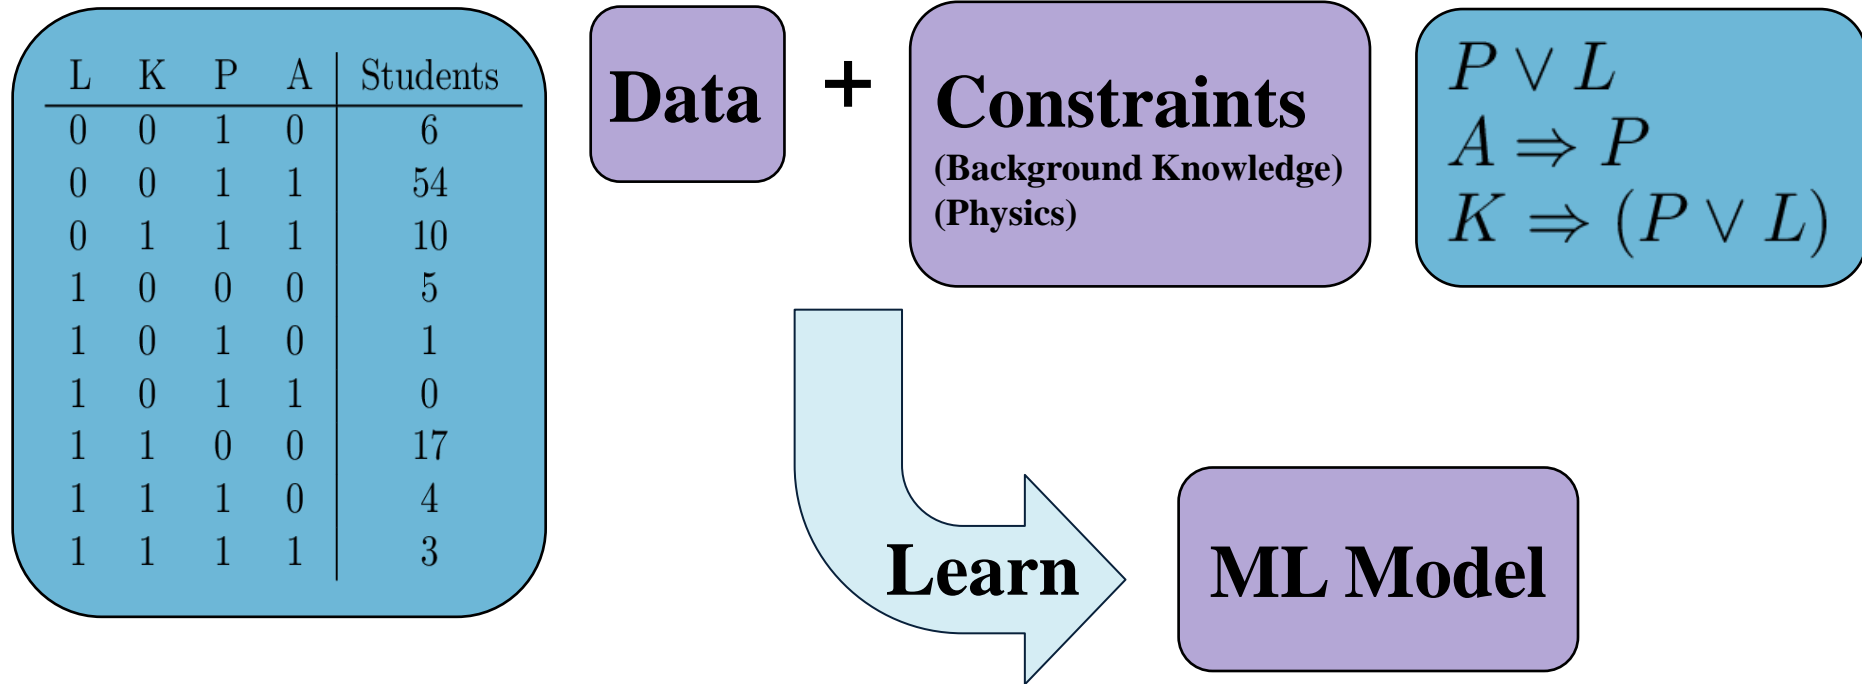 L K P A Students
0 0 1 0 6
0 0 1 1 54
0 1 1 1 10
1 0 0 0 5
1 0 1 0 1
1 0 1 1 0
1 1 0 0 17
1 1 1 0 4
1 1 1 1 3
Data
+
Constraints
(Background Knowledge)
(Physics)
P ∨ L
A ⇒ P
K ⇒ (P ∨ L)
Learn
ML Model